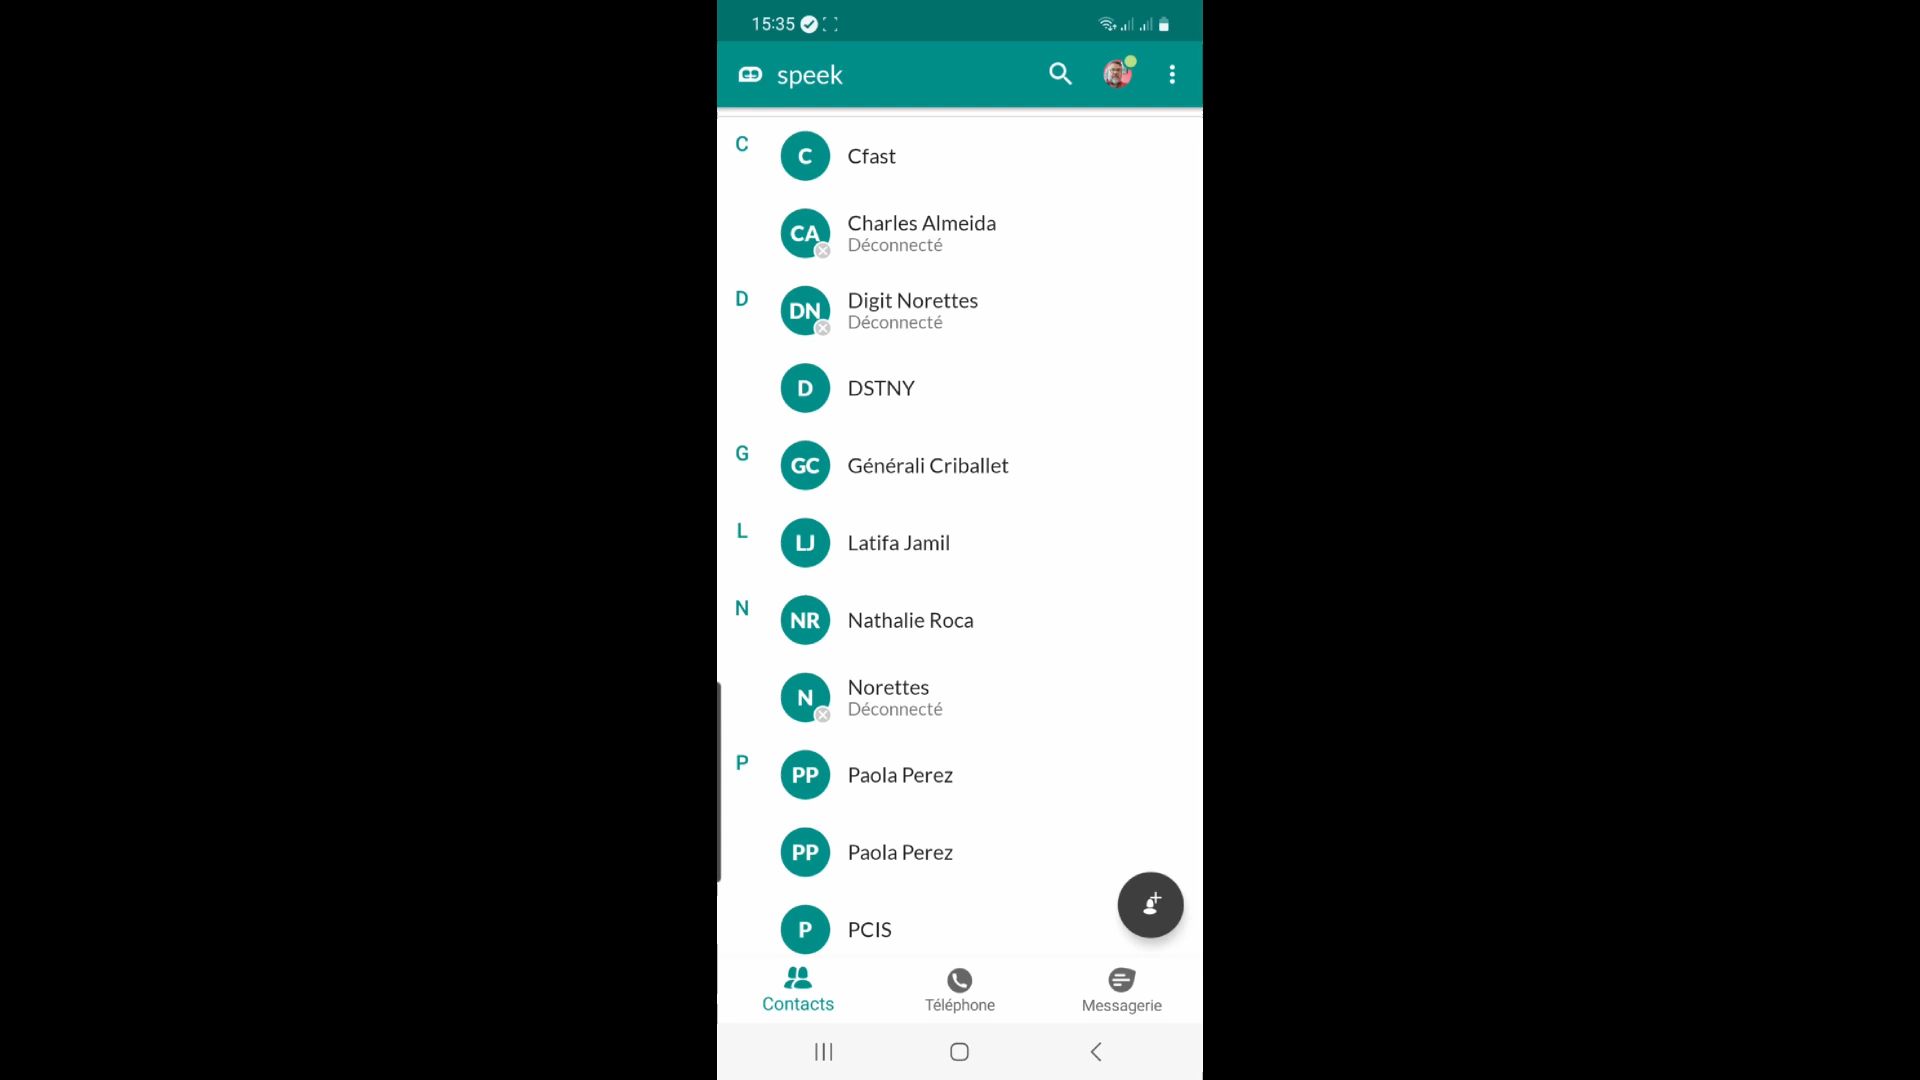 15:35
speek
C
C
Cfast
CA
Charles Almeida
Déconnecté
D
DN
Digit Norettes
Déconnecté
D
DSTNY
G
GC
Générali Criballet
L
LJ
Latifa Jamil
N
NR
Nathalie Roca
N
Norettes
Déconnecté
P
PP
Paola Perez
PP
Paola Perez
P
PCIS
Contacts
Téléphone
Messagerie